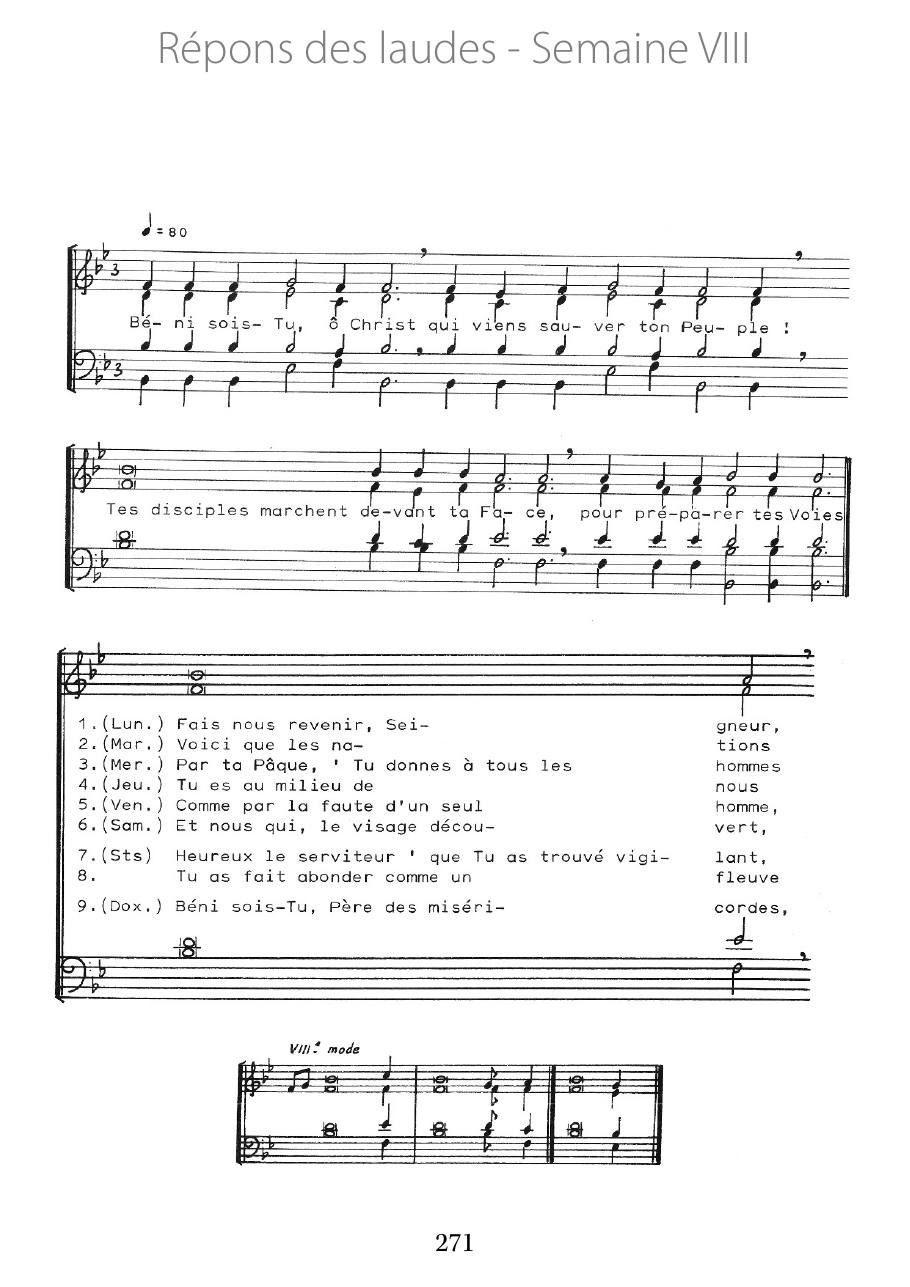 Répons des laudes - Semaine VIII
= 80
3
Bé- ni sois- Tu, ô Christ qui viens sau- ver ton Peu- ple !
3
Tes disciples marchent de-vant ta Fa- ce, pour pré-pa-rer tes Voies
1.(Lun.) Fais nous revenir, Sei- gneur,
2.(Mar.) Voici que les na- tions
3.(Mer.) Par ta Pâque, ' Tu donnes à tous les hommes
4.(Jeu.) Tu es au milieu de nous
5.(Ven.) Comme par la faute d'un seul homme,
6.(Sam.) Et nous qui, le visage décou- vert,
7.(Sts) Heureux le serviteur ' que Tu as trouvé vigi- lant,
8. Tu as fait abonder comme un fleuve
9.(Dox.) Béni sois-Tu, Père des miséri- cordes,
VIII.e mode
271